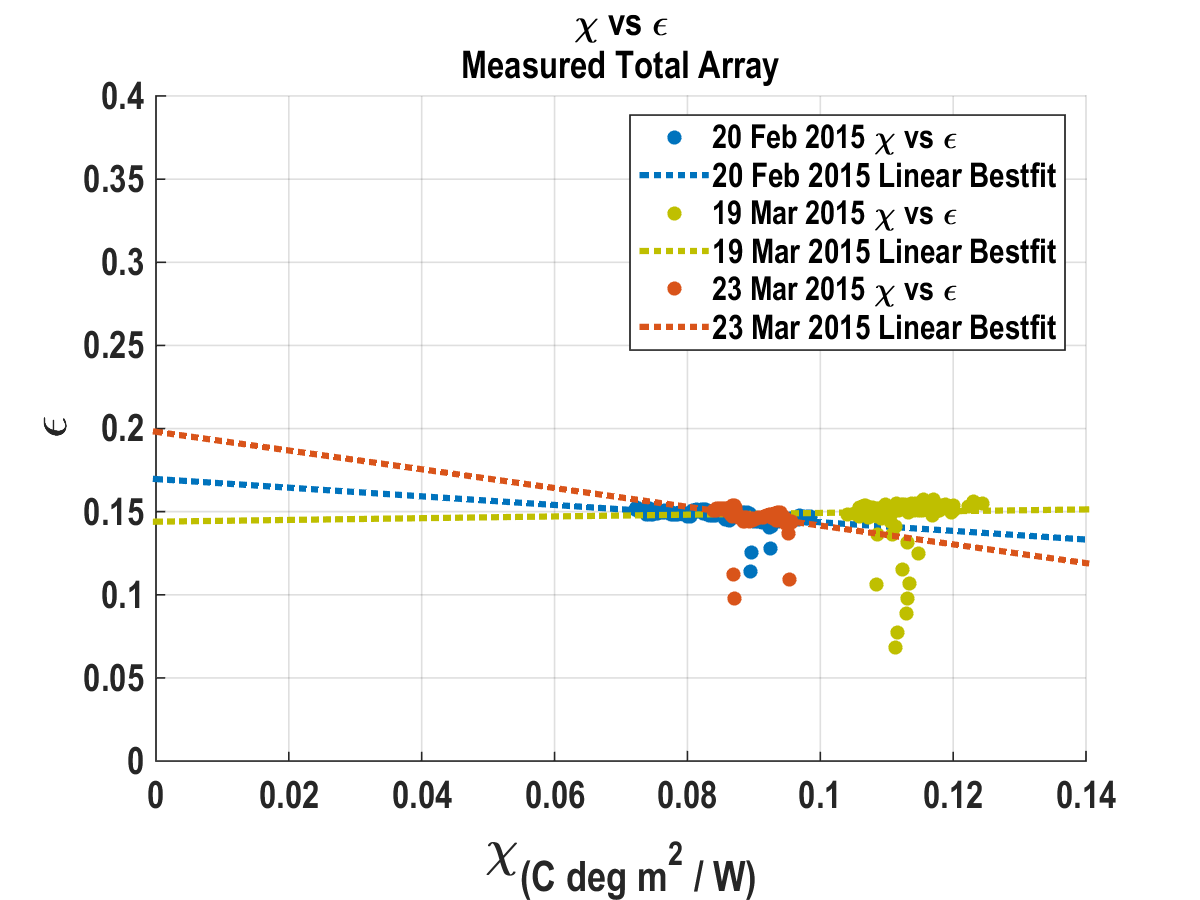 χ vs ϵ
Measured Total Array
0.4
0.35
0.3
0.25
0.2
0.15
0.1
0.05
0
ϵ
20 Feb 2015 χ vs ϵ
20 Feb 2015 Linear Bestfit
19 Mar 2015 χ vs ϵ
19 Mar 2015 Linear Bestfit
23 Mar 2015 χ vs ϵ
23 Mar 2015 Linear Bestfit
0 0.02 0.04 0.06 0.08 0.1 0.12 0.14
χ (C deg m² / W)